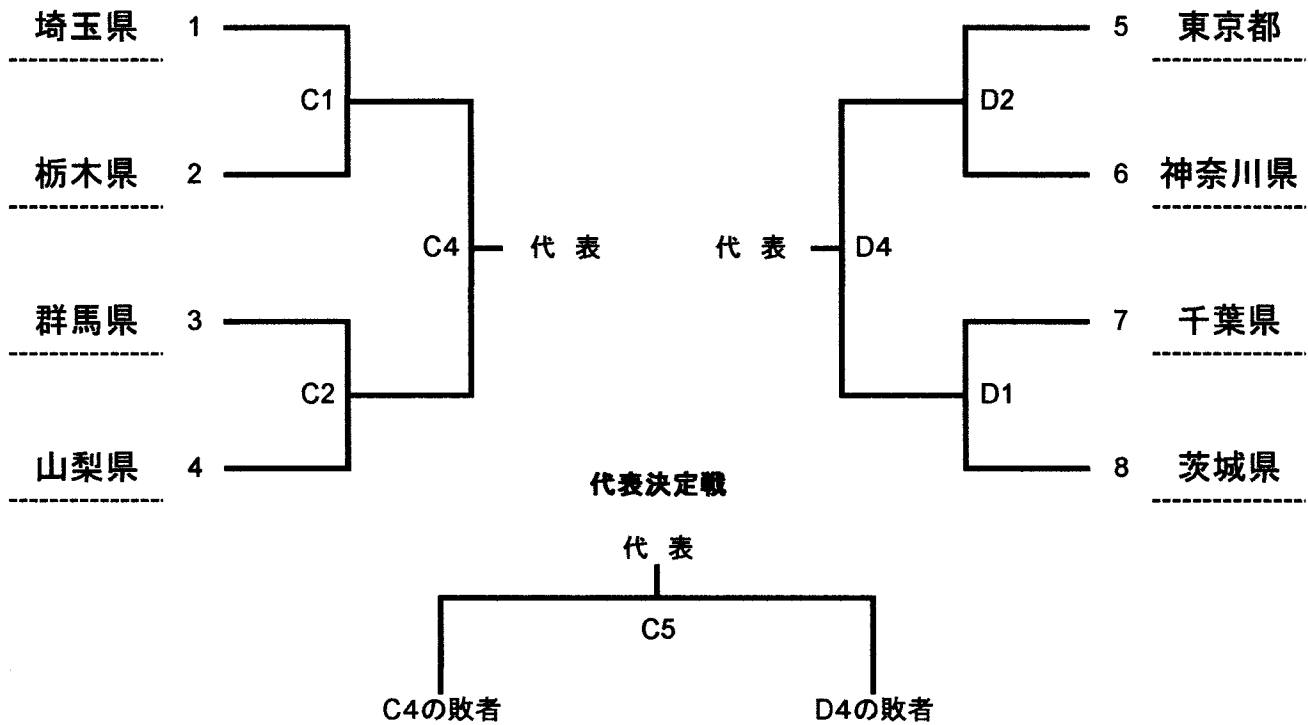 埼玉県 1
C1
栃木県 2
C4 代 表
群馬県 3
C2
山梨県 4
5 東京都
D2
6 神奈川県
代 表 D4
7 千葉県
D1
8 茨城県
代表決定戦
代 表
C5
C4の敗者 D4の敗者